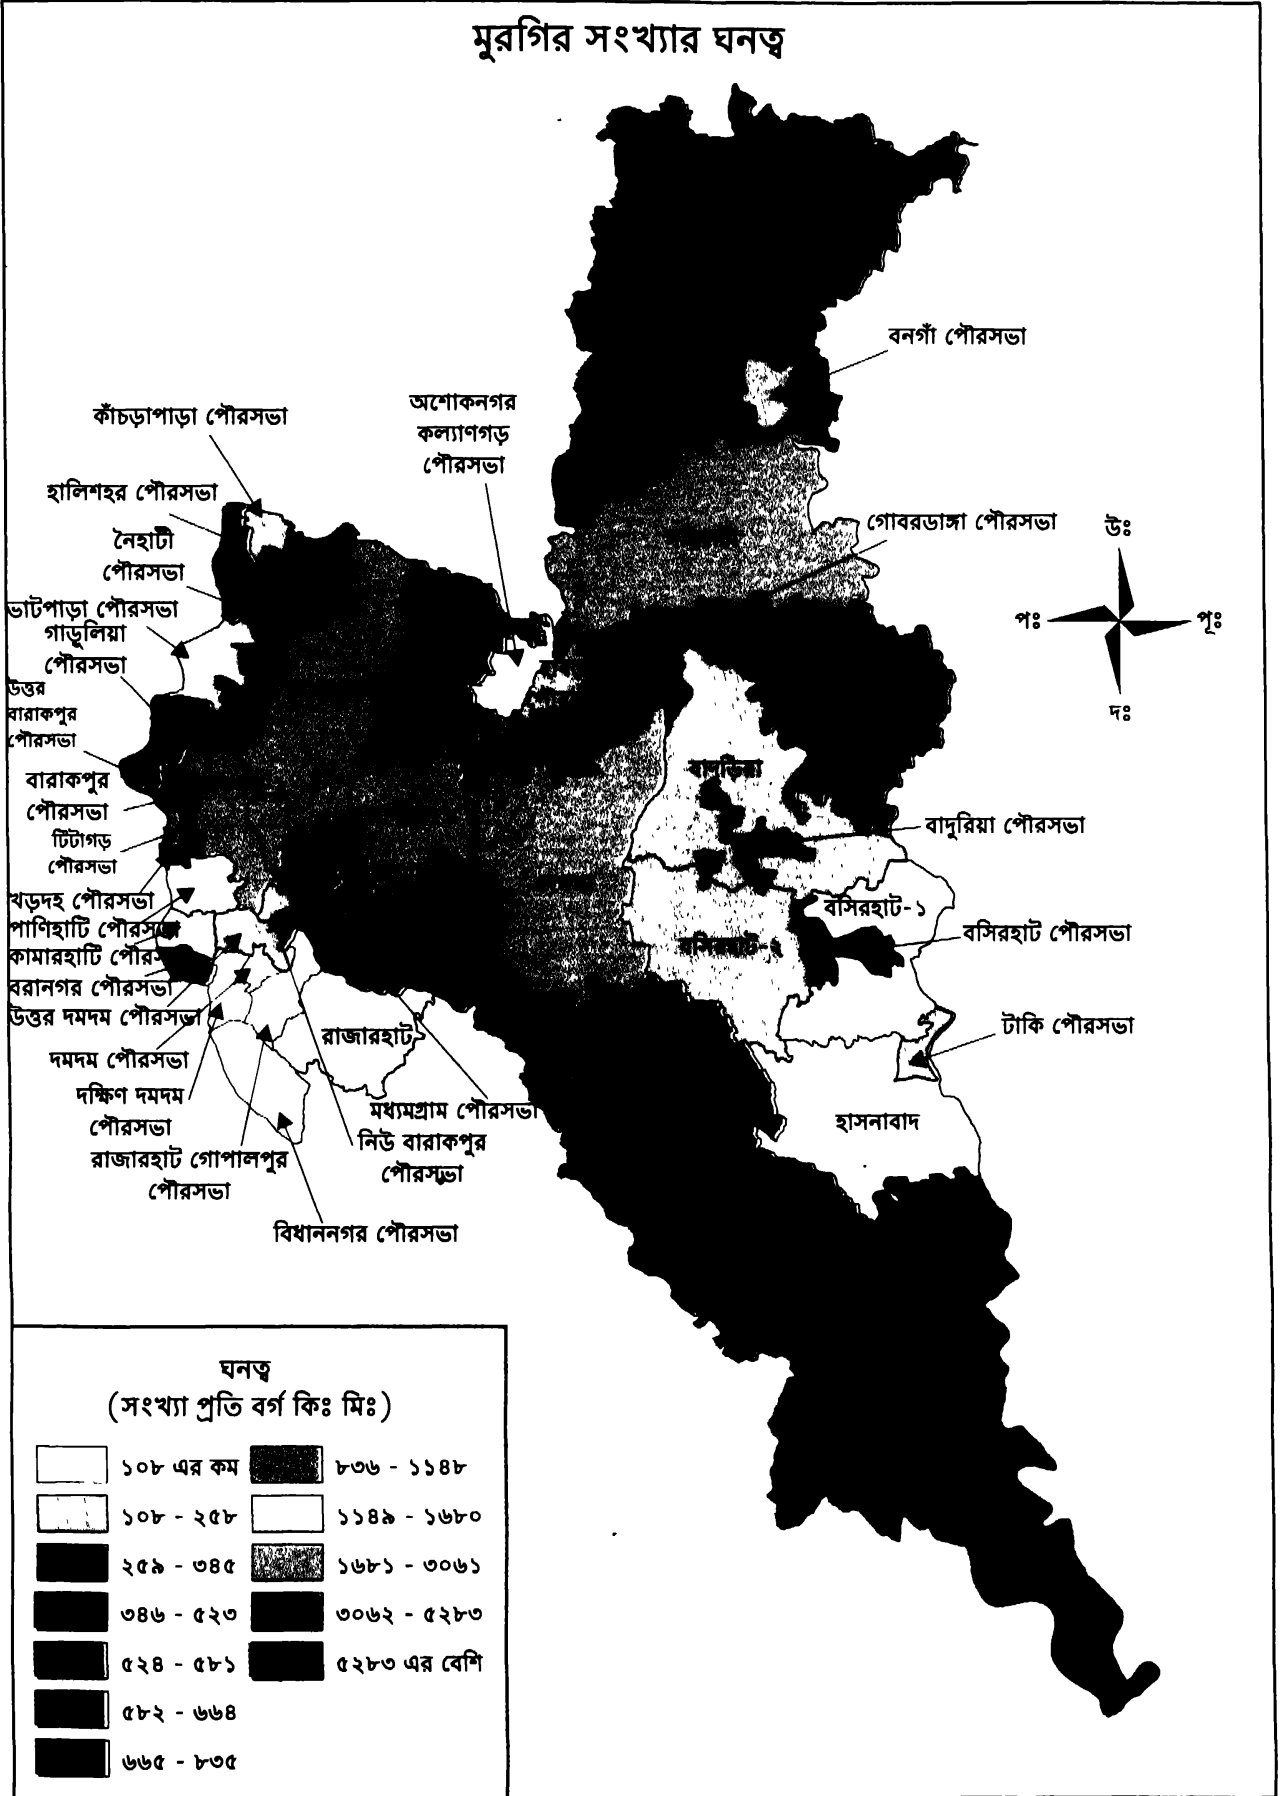 মুরগির সংখ্যার ঘনত্ব
বনগাঁ পৌরসভা
অশোকনগর
কল্যাণগড়
পৌরসভা
কাঁচড়াপাড়া পৌরসভা
হালিশহর পৌরসভা
নৈহাটী
পৌরসভা
গোবরডাঙ্গা পৌরসভা
উঃ
পঃ
পূঃ
দঃ
ভাটপাড়া পৌরসভা
গাড়ুলিয়া
পৌরসভা
উত্তর
বারাকপুর
পৌরসভা
বারাকপুর
পৌরসভা
টিটাগড়
পৌরসভা
বাদুড়িয়া
বাদুরিয়া পৌরসভা
খড়দহ পৌরসভা
পাণিহাটি পৌরসভা
কামারহাটি পৌরস
বরানগর পৌরসভা
উত্তর দমদম পৌরসভা
দমদম পৌরসভা
দক্ষিণ দমদম
পৌরসভা
রাজারহাট গোপালপুর
পৌরসভা
বিধাননগর পৌরসভা
রাজারহাট
মধ্যমগ্রাম পৌরসভা
নিউ বারাকপুর
পৌরসভা
বসিরহাট-১
বসিরহাট-২
বসিরহাট পৌরসভা
টাকি পৌরসভা
হাসনাবাদ
ঘনত্ব
(সংখ্যা প্রতি বর্গ কিঃ মিঃ)
১০৮ এর কম
১০৮ - ২৫৮
২৫৯ - ৩৪৫
৩৪৬ - ৫২৩
৫২৪ - ৫৮১
৫৮২ - ৬৬৪
৬৬৫ - ৮৩৫
৮৩৬ - ১১৪৮
১১৪৯ - ১৬৮০
১৬৮১ - ৩০৬১
৩০৬২ - ৫২৮৩
৫২৮৩ এর বেশি